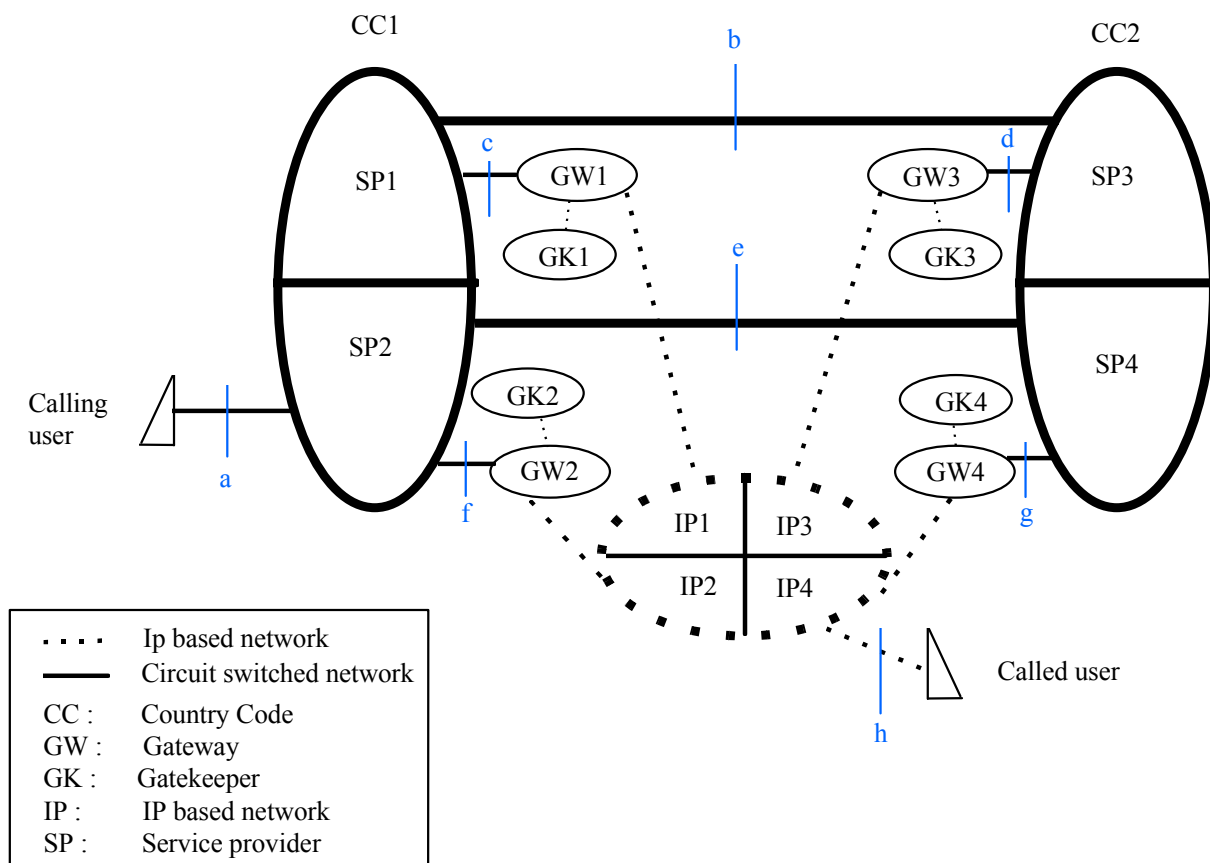 CC1
b
CC2
c
d
SP1
GW1
GW3
SP3
GK1
e
GK3
SP2
SP4
GK2
GK4
Calling
user
a
f
GW2
GW4
g
IP1
IP3
IP2
IP4
h
Called user
Ip based network
Circuit switched network
CC : Country Code
GW : Gateway
GK : Gatekeeper
IP : IP based network
SP : Service provider